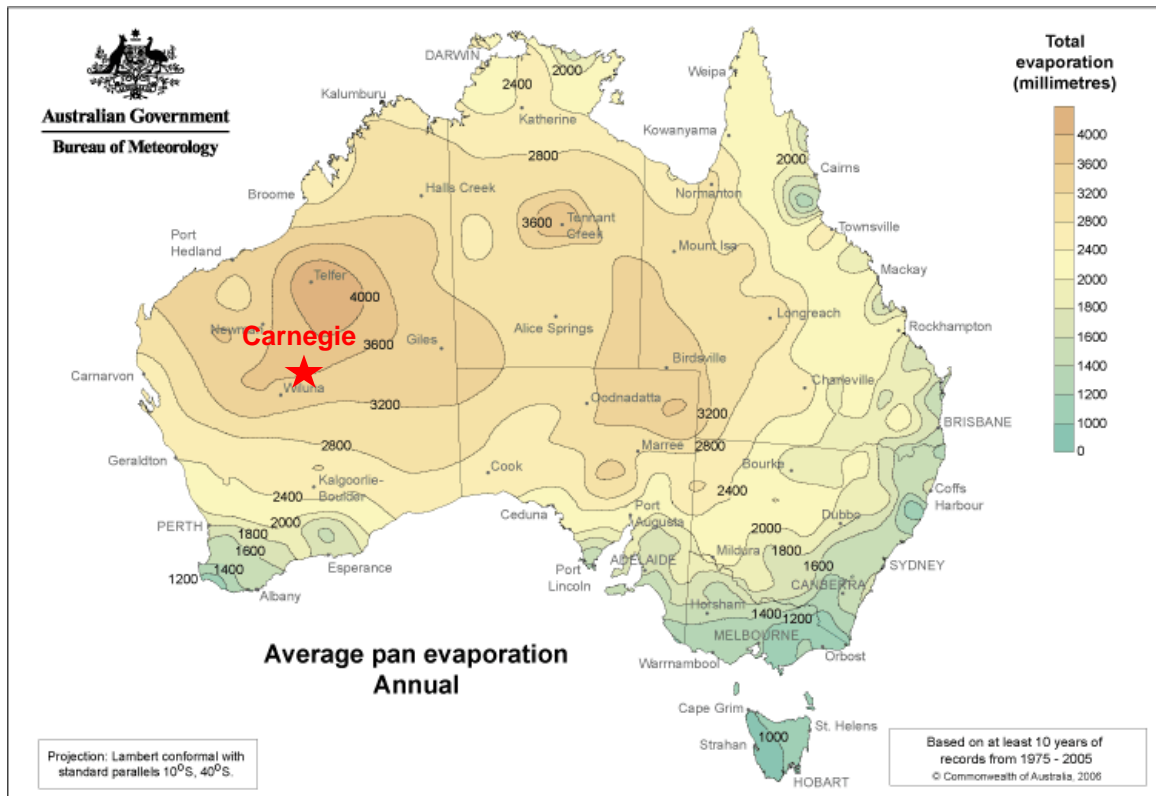 Australian Government
Bureau of Meteorology
Total
evaporation
(millimetres)
4000
3600
3200
2800
2400
2000
1800
1600
1400
1200
1000
0
DARWIN
2000
2400
Weipa
Kalumburu
Katherine
Kowanyama
2800
2000
Cairns
Halls Creek
Normanton
Broome
3600
Tennant
Creek
Townsville
Port
Hedland
Mount Isa
Telfer
Mackay
4000
Longreach
Newman
Alice Springs
Rockhampton
Carnegie
3600
Giles
Birdsville
Carnarvon
Wiluna
Charleville
3200
Oodnadatta
3200
BRISBANE
2800
Marree
2800
Geraldton
Cook
Bourke
Kalgoorlie-
Boulder
2400
2400
Coffs
Harbour
PERTH
2000
Ceduna
Port
Augusta
2000
Dubbo
1800
1600
Mildura
1800
1200
1400
Esperance
Port
Lincoln
ADELAIDE
1600
SYDNEY
Albany
CANBERRA
Horsham
1400
1200
MELBOURNE
Average pan evaporation
Annual
Warrnambool
Orbost
Cape Grim
St. Helens
1000
Strahan
HOBART
Projection: Lambert conformal with
standard parallels 10°S, 40°S.
Based on at least 10 years of
records from 1975 - 2005
© Commonwealth of Australia, 2006